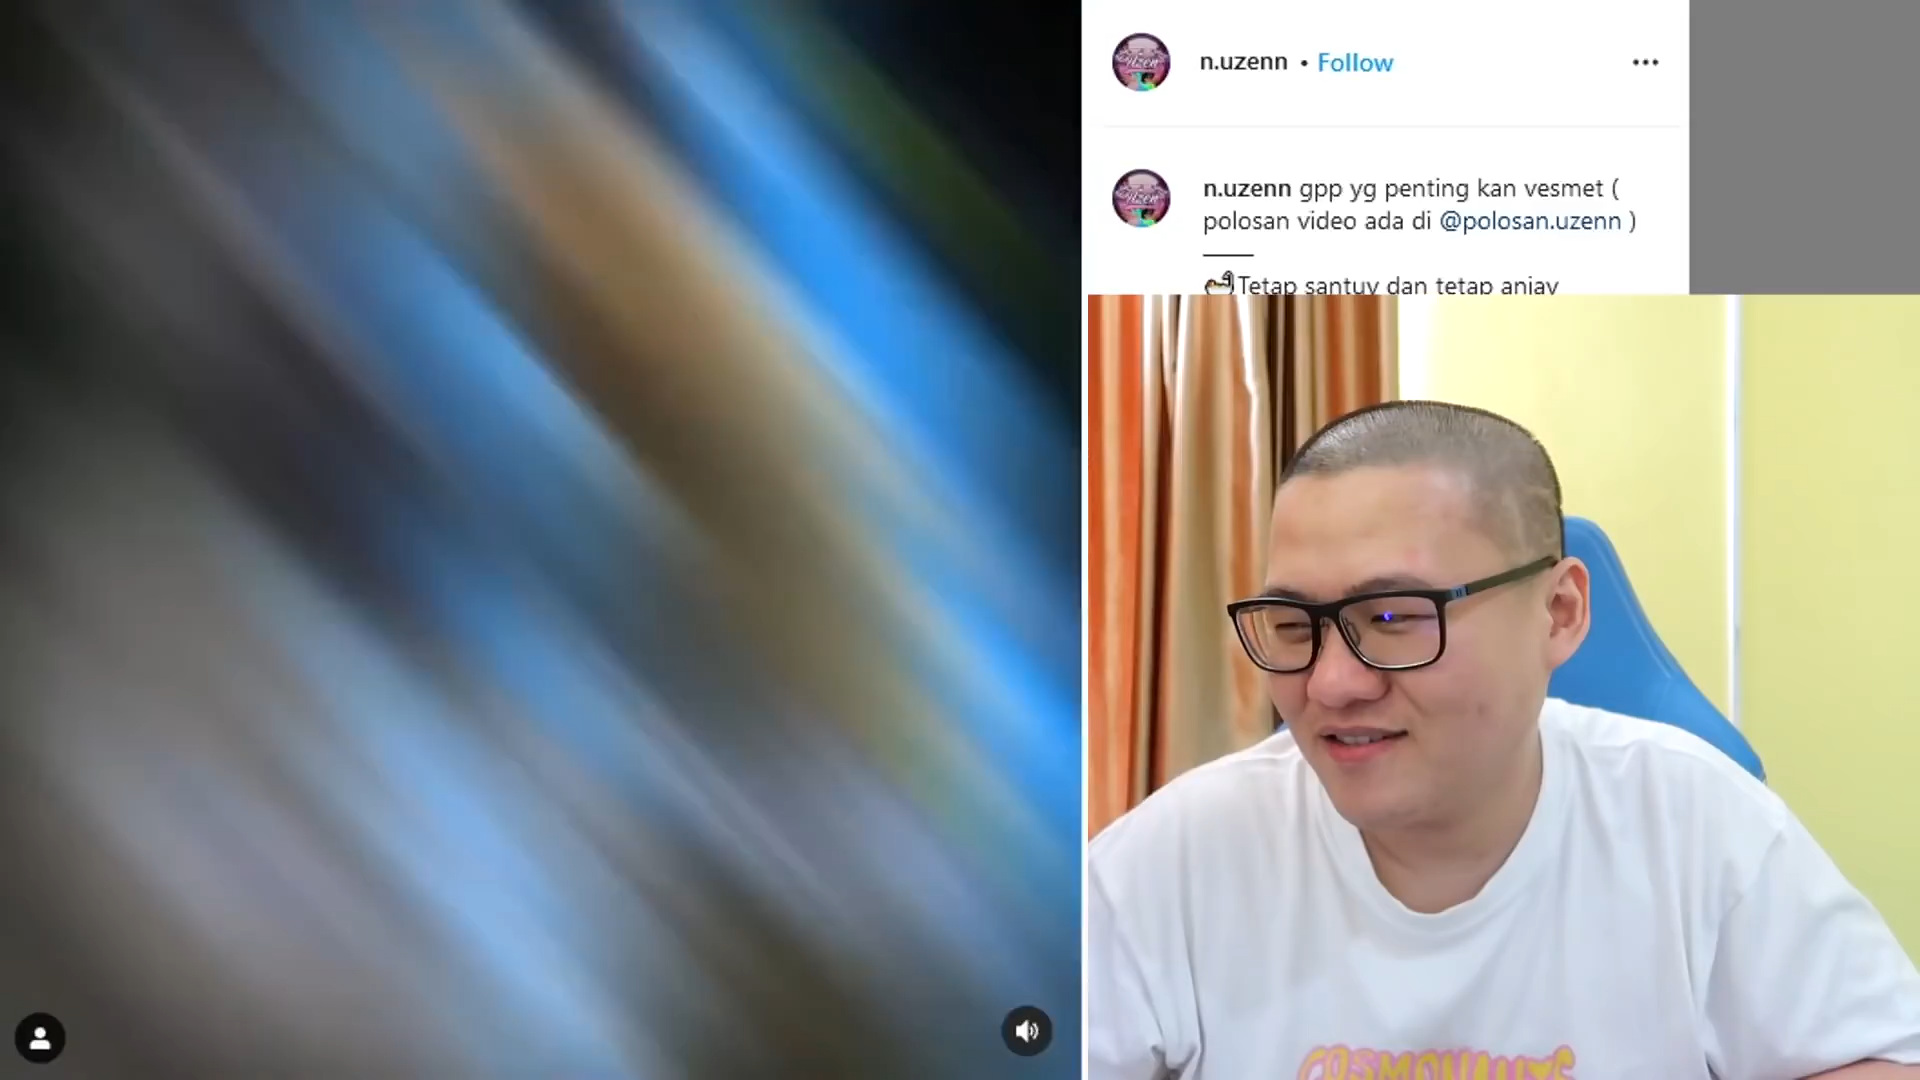 n.uzenn • Follow
n.uzenn gpp yg penting kan vesmet (
polosan video ada di @polosan.uzenn )
Tetap santuy dan tetap anjay